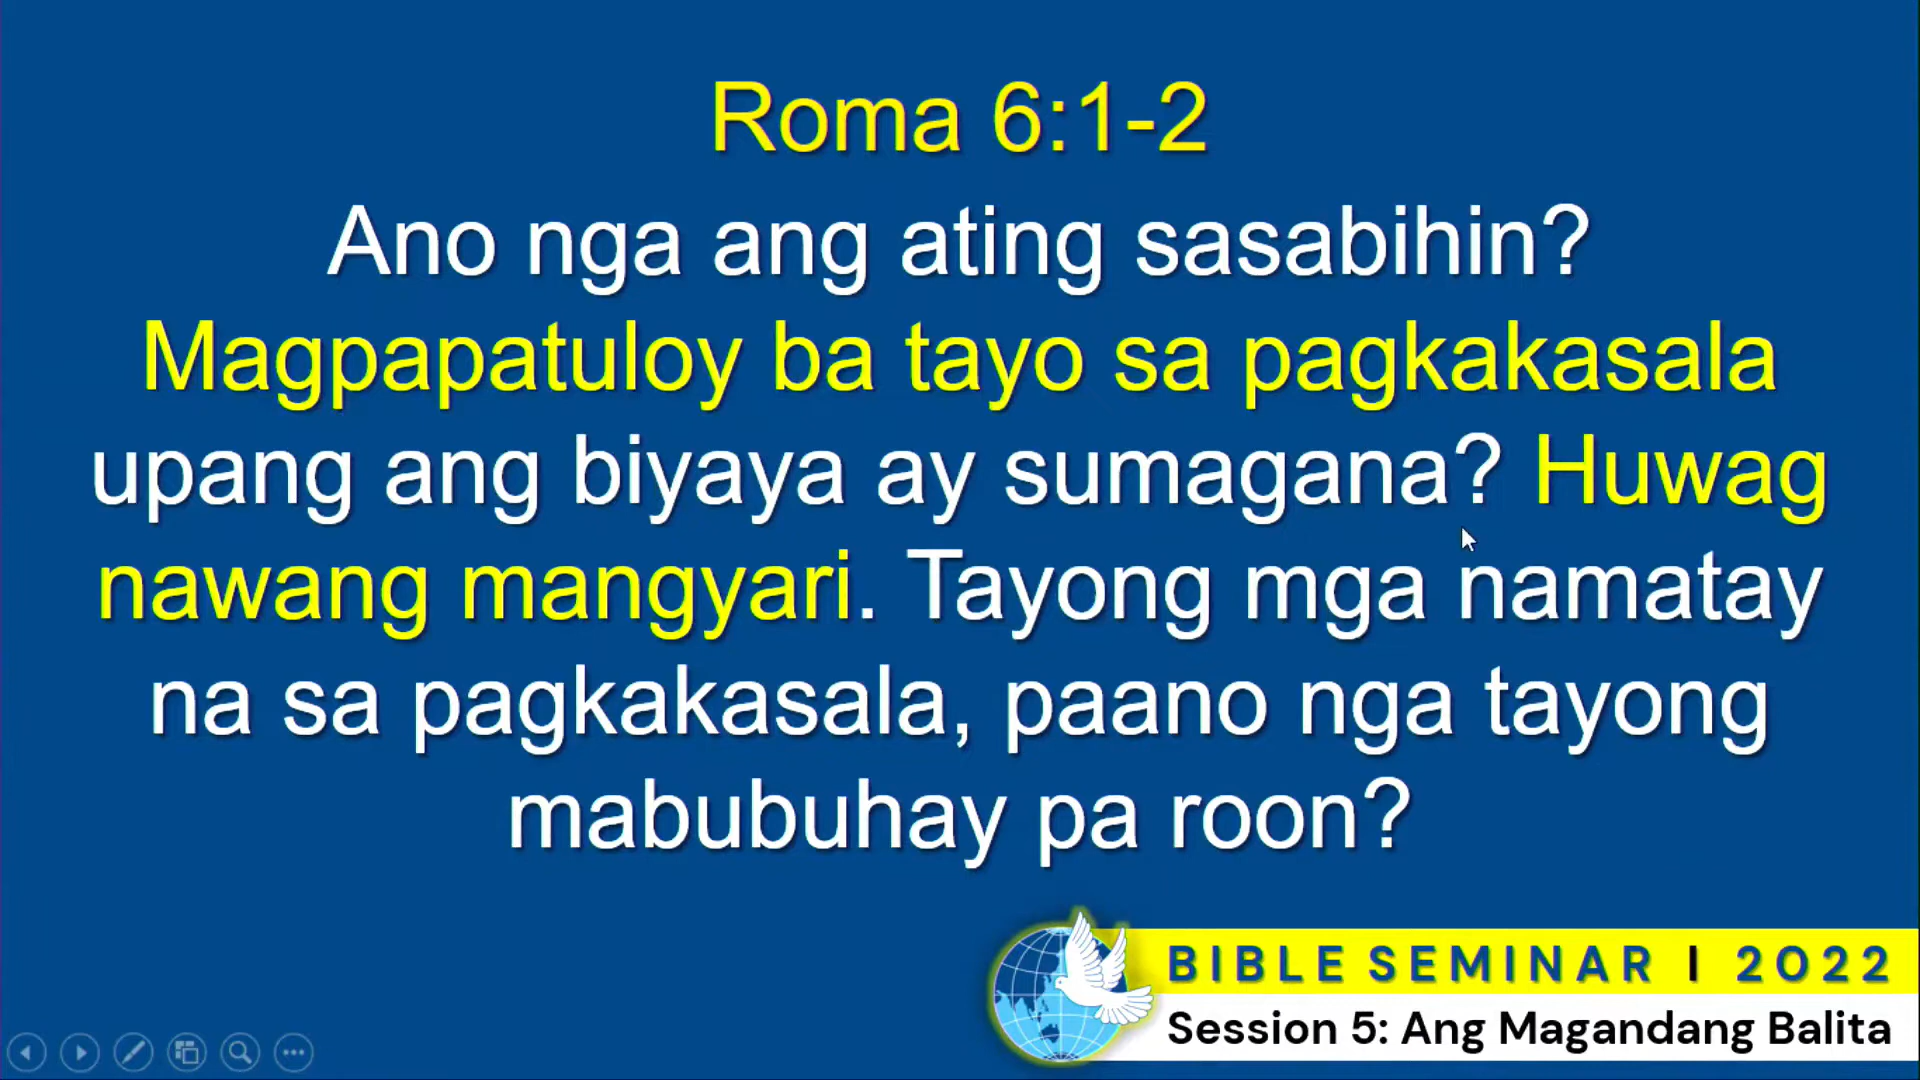 Roma 6:1-2
Ano nga ang ating sasabihin?
Magpapatuloy ba tayo sa pagkakasala
upang ang biyaya ay sumagana? Huwag
nawang mangyari. Tayong mga namatay
na sa pagkakasala, paano nga tayong
mabubuhay pa roon?
BIBLE SEMINAR | 2022
Session 5: Ang Magandang Balita